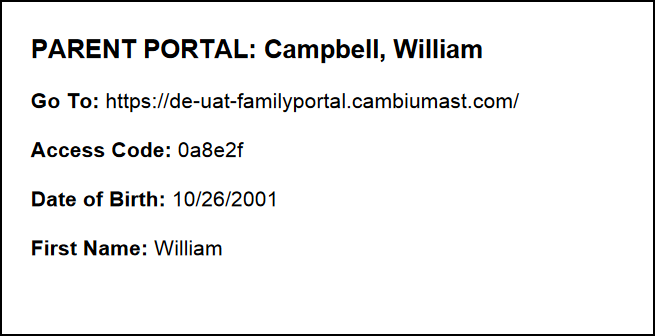 PARENT PORTAL: Campbell, William
Go To: https://de-uat-familyportal.cambiumast.com/
Access Code: 0a8e2f
Date of Birth: 10/26/2001
First Name: William